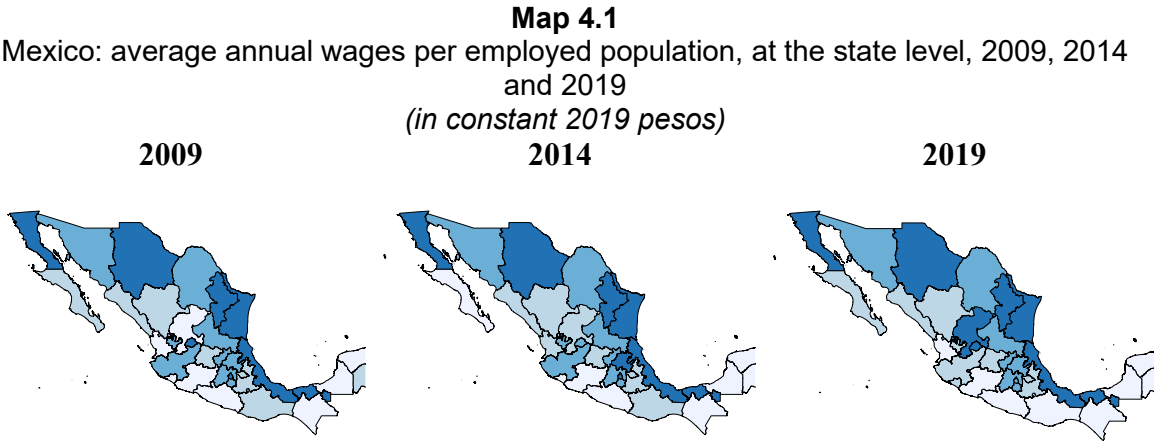 Map 4.1
Mexico: average annual wages per employed population, at the state level, 2009, 2014
and 2019
(in constant 2019 pesos)
2009 2014 2019